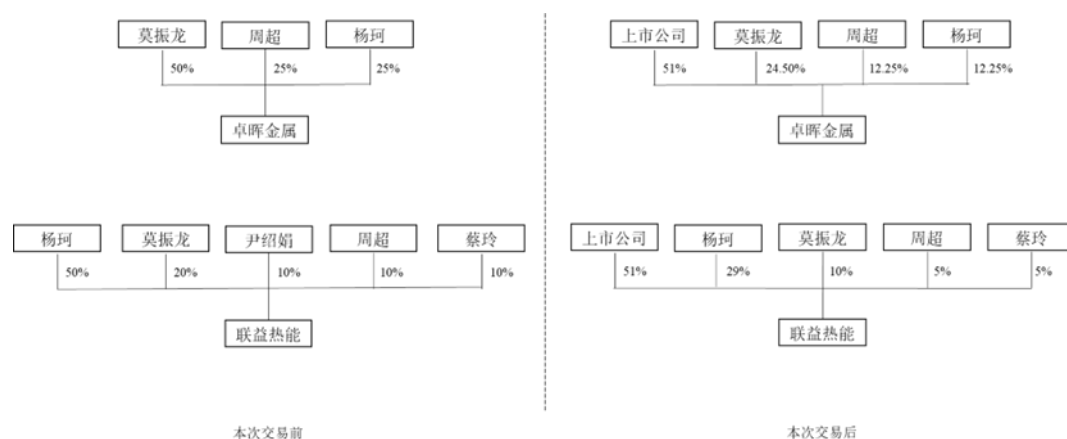 莫振龙 周超 杨珂
50% 25% 25%
卓晖金属
杨珂 莫振龙 尹绍娟 周超 蔡玲
50% 20% 10% 10% 10%
联益热能
本次交易前
上市公司 莫振龙 周超 杨珂
51% 24.50% 12.25% 12.25%
卓晖金属
上市公司 杨珂 莫振龙 周超 蔡玲
51% 29% 10% 5% 5%
联益热能
本次交易后